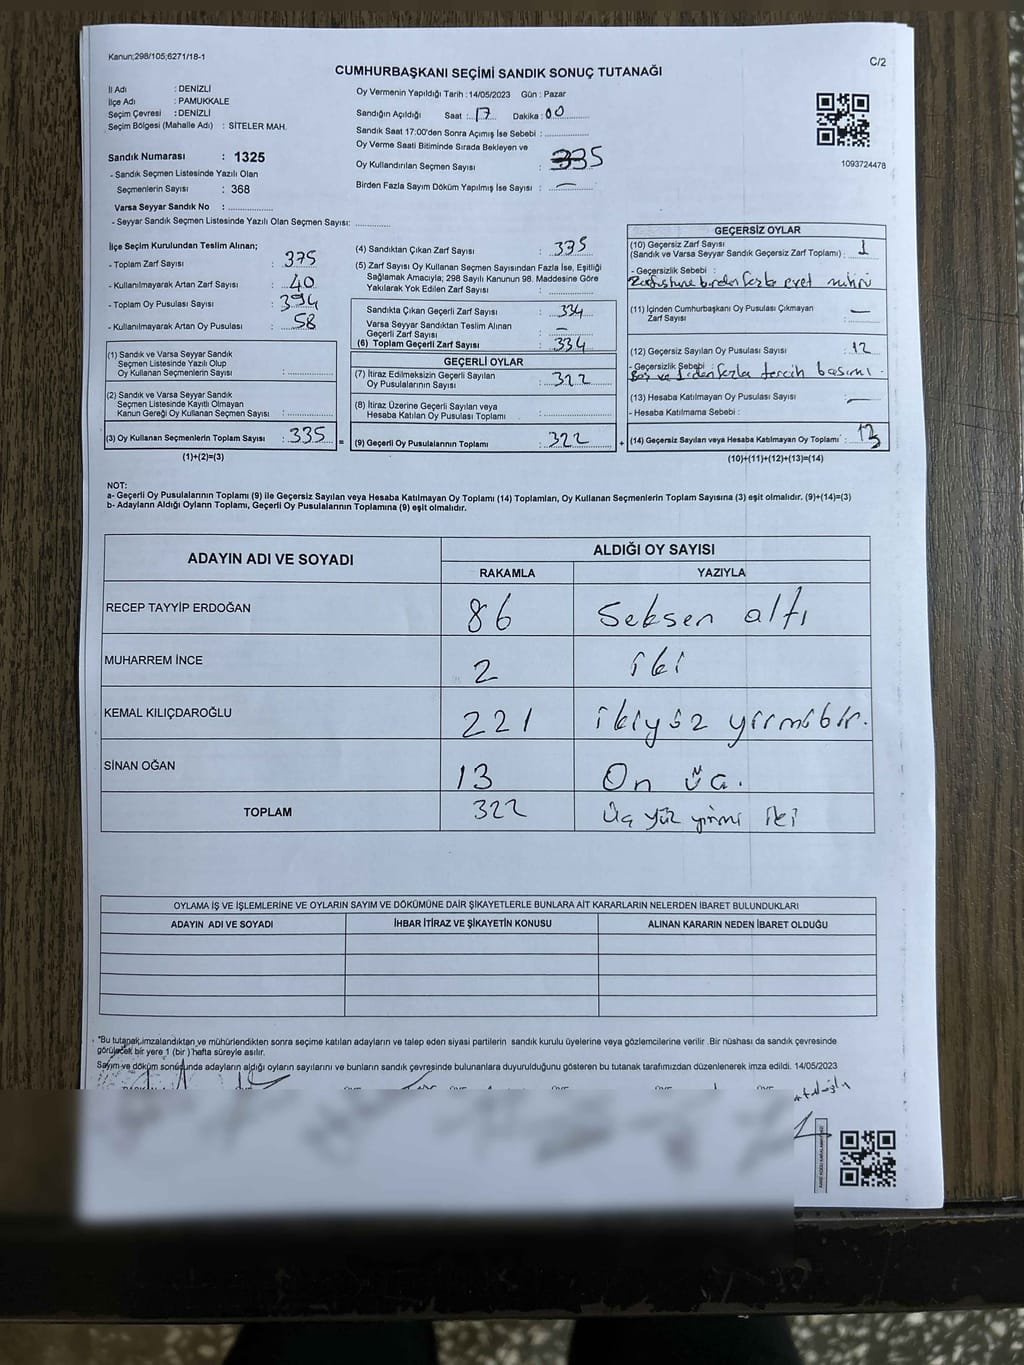 Kanun;298/105;6271/18-1
C/2
CUMHURBAŞKANI SEÇİMİ SANDIK SONUÇ TUTANAĞI
İl Adı : DENİZLİ
İlçe Adı : PAMUKKALE
Seçim Çevresi : DENİZLİ
Seçim Bölgesi (Mahalle Adı) : SİTELER MAH.
Sandık Numarası : 1325
- Sandık Seçmen Listesinde Yazılı Olan
Seçmenlerin Sayısı : 368
Varsa Seyyar Sandık No :
- Seyyar Sandık Seçmen Listesinde Yazılı Olan Seçmen Sayısı:
Oy Vermenin Yapıldığı Tarih : 14/05/2023 Gün : Pazar
Sandığın Açıldığı Saat : 17 Dakika : 00
Sandık Saat 17:00'den Sonra Açımış İse Sebebi :
Oy Verme Saati Bitiminde Sırada Bekleyen ve
Oy Kullandırılan Seçmen Sayısı : 335
Birden Fazla Sayım Döküm Yapılmış İse Sayısı : —
1093724478
İlçe Seçim Kurulundan Teslim Alınan;
- Toplam Zarf Sayısı : 375
- Kullanılmayarak Artan Zarf Sayısı : 40
- Toplam Oy Pusulası Sayısı : 394
- Kullanılmayarak Artan Oy Pusulası : 58
(1) Sandık ve Varsa Seyyar Sandık
Seçmen Listesinde Yazılı Olup
Oy Kullanan Seçmenlerin Sayısı :
(2) Sandık ve Varsa Seyyar Sandık
Seçmen Listesinde Kayıtlı Olmayan
Kanun Gereği Oy Kullanan Seçmen Sayısı :
(3) Oy Kullanan Seçmenlerin Toplam Sayısı : 335
(1)+(2)=(3)
(4) Sandıktan Çıkan Zarf Sayısı : 335
(5) Zarf Sayısı Oy Kullanan Seçmen Sayısından Fazla İse, Eşitliği
Sağlamak Amacıyla; 298 Sayılı Kanunun 98. Maddesine Göre
Yakılarak Yok Edilen Zarf Sayısı :
Sandıkta Çıkan Geçerli Zarf Sayısı : 334
Varsa Seyyar Sandıktan Teslim Alınan
Geçerli Zarf Sayısı : —
(6) Toplam Geçerli Zarf Sayısı : 334
GEÇERLİ OYLAR
(7) İtiraz Edilmeksizin Geçerli Sayılan
Oy Pusulalarının Sayısı : 322
(8) İtiraz Üzerine Geçerli Sayılan veya
Hesaba Katılan Oy Pusulası Toplamı :
= (9) Geçerli Oy Pusulalarının Toplamı : 322
GEÇERSİZ OYLAR
(10) Geçersiz Zarf Sayısı
(Sandık ve Varsa Seyyar Sandık Geçersiz Zarf Toplamı) : 1
- Geçersizlik Sebebi :
Zarfüstüne birden fazla evet mührü
(11) İçinden Cumhurbaşkanı Oy Pusulası Çıkmayan
Zarf Sayısı : —
(12) Geçersiz Sayılan Oy Pusulası Sayısı : 12
- Geçersizlik Sebebi :
Boş ve 1 den fazla tercih basımı.
(13) Hesaba Katılmayan Oy Pusulası Sayısı : —
- Hesaba Katılmama Sebebi :
+ (14) Geçersiz Sayılan veya Hesaba Katılmayan Oy Toplamı : 13
(10)+(11)+(12)+(13)=(14)
NOT:
a- Geçerli Oy Pusulalarının Toplamı (9) ile Geçersiz Sayılan veya Hesaba Katılmayan Oy Toplamı (14) Toplamları, Oy Kullanan Seçmenlerin Toplam Sayısına (3) eşit olmalıdır. (9)+(14)=(3)
b- Adayların Aldığı Oyların Toplamı, Geçerli Oy Pusulalarının Toplamına (9) eşit olmalıdır.
ADAYIN ADI VE SOYADI ALDIĞI OY SAYISI
RAKAMLA YAZIYLA
RECEP TAYYİP ERDOĞAN 86 Seksen altı
MUHARREM İNCE 2 iki
KEMAL KILIÇDAROĞLU 221 ikiyüz yirmibir.
SİNAN OĞAN 13 On üç.
TOPLAM 322 Üç yüz yirmi iki
OYLAMA İŞ VE İŞLEMLERİNE VE OYLARIN SAYIM VE DÖKÜMÜNE DAİR ŞİKAYETLERLE BUNLARA AİT KARARLARIN NELERDEN İBARET BULUNDUKLARI
ADAYIN ADI VE SOYADI İHBAR İTİRAZ VE ŞİKAYETİN KONUSU ALINAN KARARIN NEDEN İBARET OLDUĞU
*Bu tutanak imzalandıktan ve mühürlendikten sonra seçime katılan adayların ve talep eden siyasi partilerin sandık kurulu üyelerine veya gözlemcilerine verilir .Bir nüshası da sandık çevresinde
görülecek bir yere 1 (bir ) hafta süreyle asılır.
Sayım ve döküm sonucunda adayların aldığı oyların sayılarını ve bunların sandık çevresinde bulunanlara duyurulduğunu gösteren bu tutanak tarafımızdan düzenlenerek imza edildi. 14/05/2023